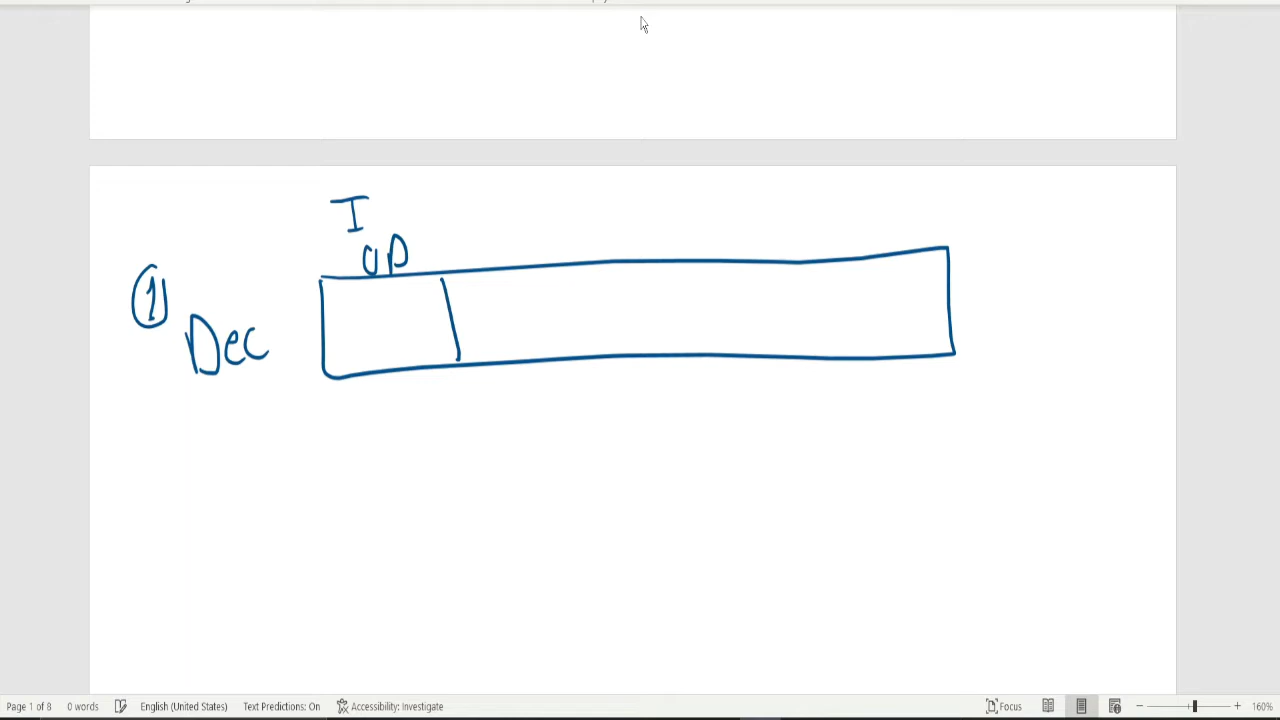 I
OP
1
Dec
Page 1 of 8 0 words English (United States) Text Predictions: On Accessibility: Investigate Focus 160%